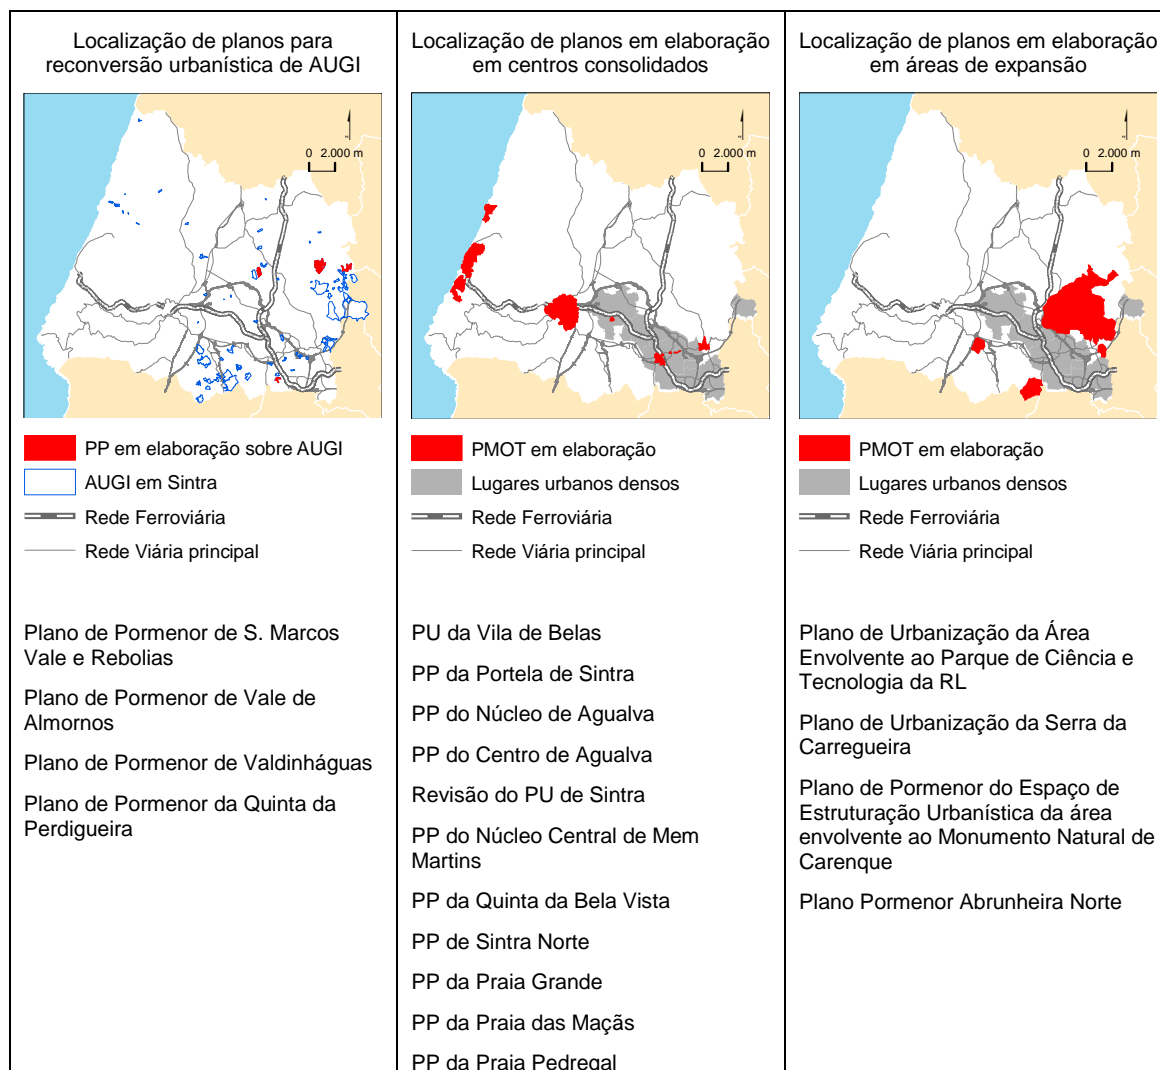 Localização de planos para
reconversão urbanística de AUGI
0 2.000 m
PP em elaboração sobre AUGI
AUGI em Sintra
Rede Ferroviária
Rede Viária principal
Plano de Pormenor de S. Marcos
Vale e Rebolias
Plano de Pormenor de Vale de
Almornos
Plano de Pormenor de Valdinháguas
Plano de Pormenor da Quinta da
Perdigueira
Localização de planos em elaboração
em centros consolidados
0 2.000 m
PMOT em elaboração
Lugares urbanos densos
Rede Ferroviária
Rede Viária principal
PU da Vila de Belas
PP da Portela de Sintra
PP do Núcleo de Agualva
PP do Centro de Agualva
Revisão do PU de Sintra
PP do Núcleo Central de Mem
Martins
PP da Quinta da Bela Vista
PP de Sintra Norte
PP da Praia Grande
PP da Praia das Maçãs
PP da Praia Pedregal
Localização de planos em elaboração
em áreas de expansão
0 2.000 m
PMOT em elaboração
Lugares urbanos densos
Rede Ferroviária
Rede Viária principal
Plano de Urbanização da Área
Envolvente ao Parque de Ciência e
Tecnologia da RL
Plano de Urbanização da Serra da
Carregueira
Plano de Pormenor do Espaço de
Estruturação Urbanística da área
envolvente ao Monumento Natural de
Carenque
Plano Pormenor Abrunheira Norte